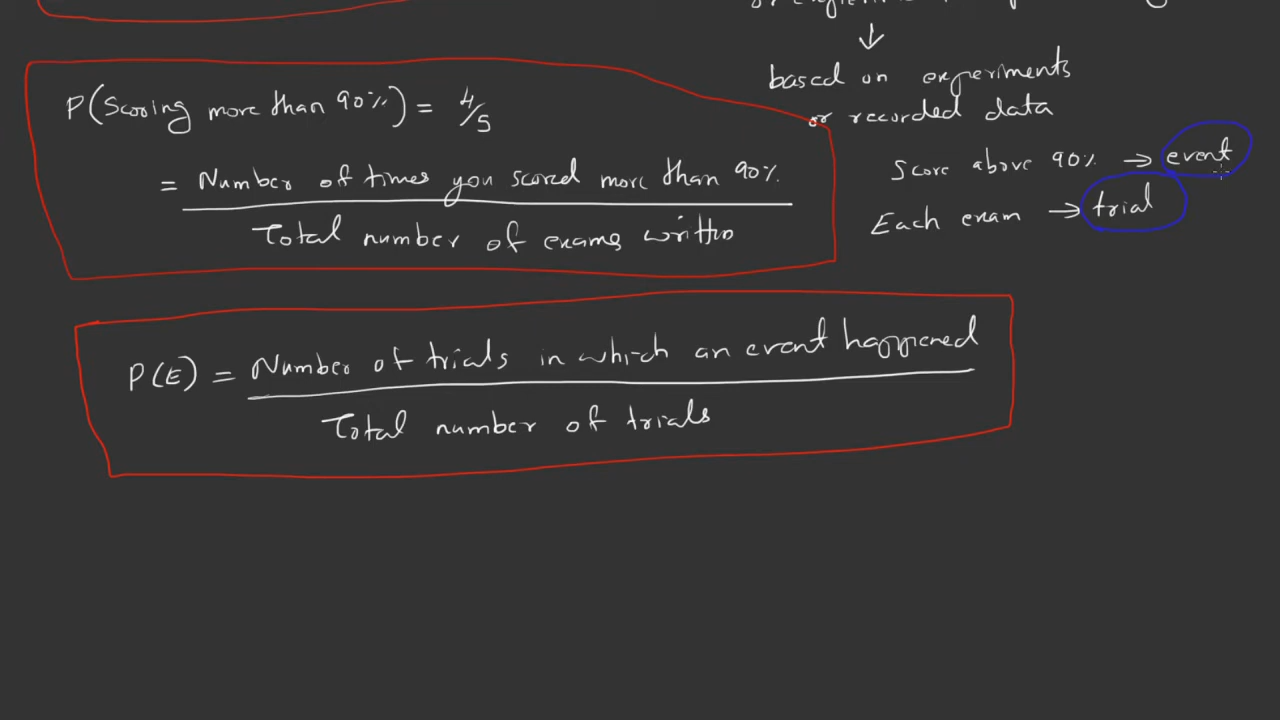 P(Scoring more than 90%) = 4/5
= Number of times you scored more than 90%
Total number of exams written
based on experiments
or recorded data
Score above 90% → event
Each exam → trial
P(E) = Number of trials in which an event happened
Total number of trials